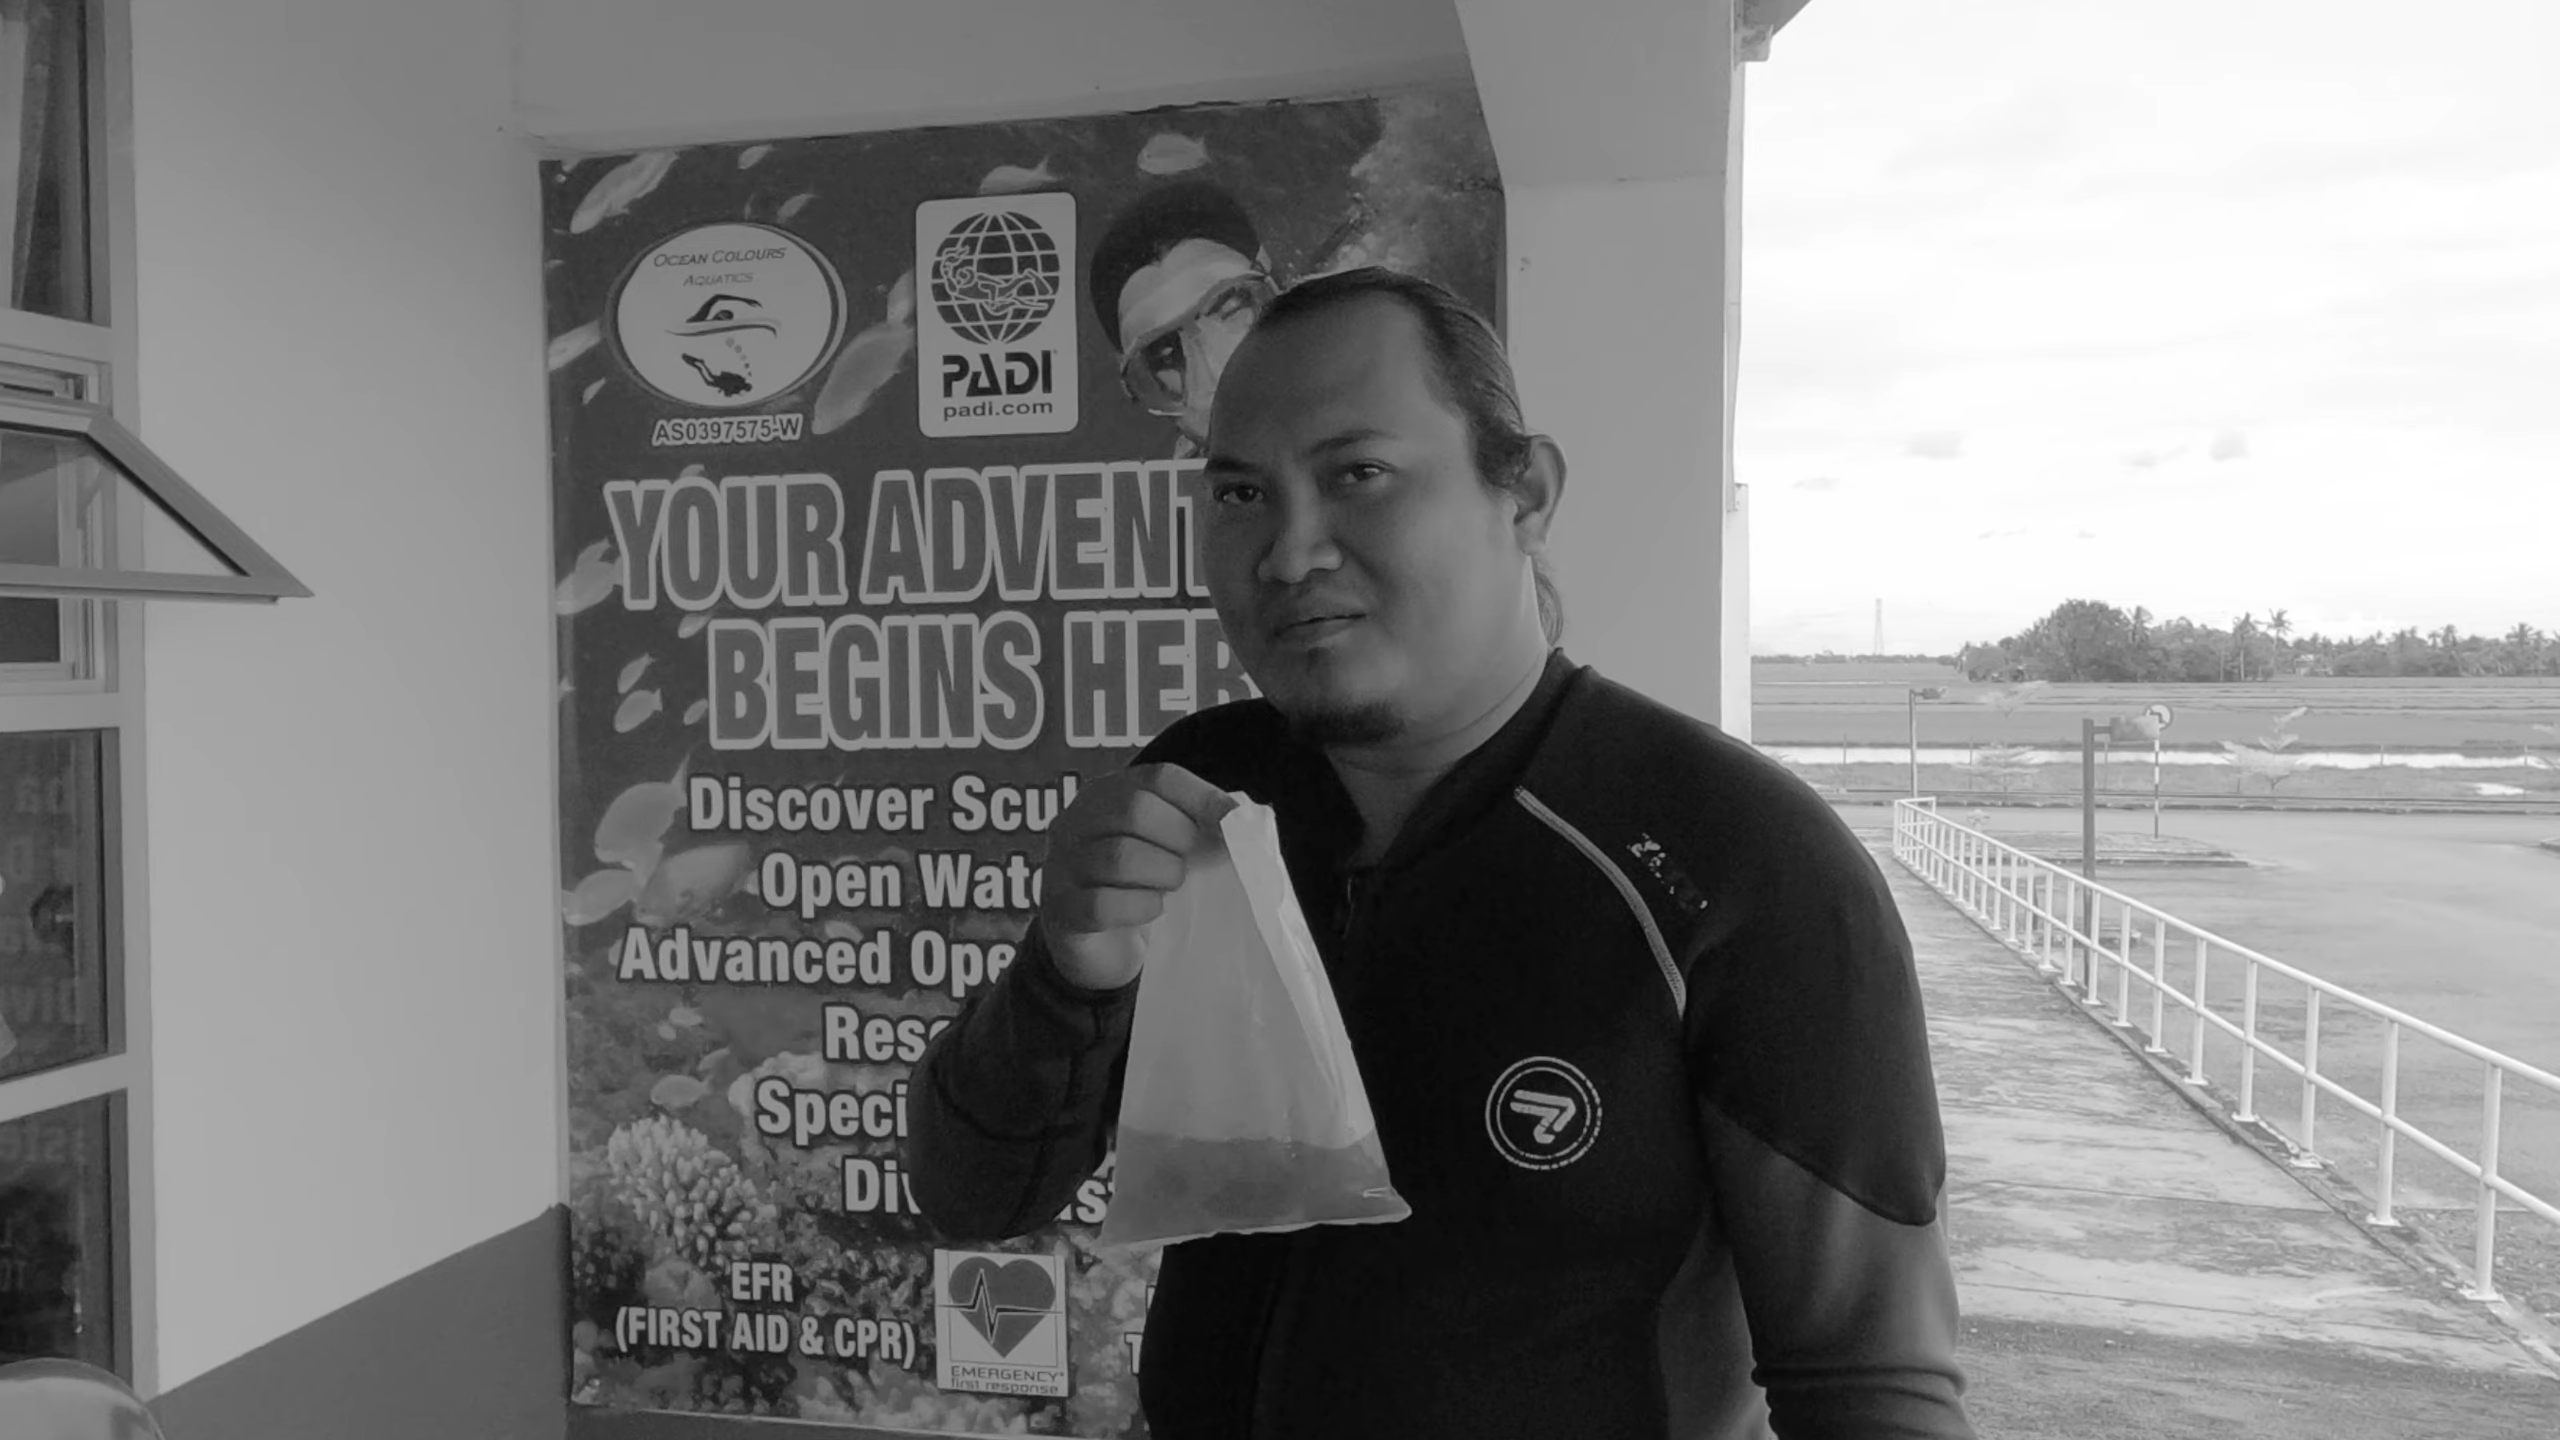 OCEAN COLOURS
AQUATICS
AS0397575-W
PADI
padi.com
YOUR ADVENT
BEGINS HER
Discover Scu
Open Wat
Advanced Ope
Res
Speci
Div
EFR
(FIRST AID & CPR)
EMERGENCY
first response